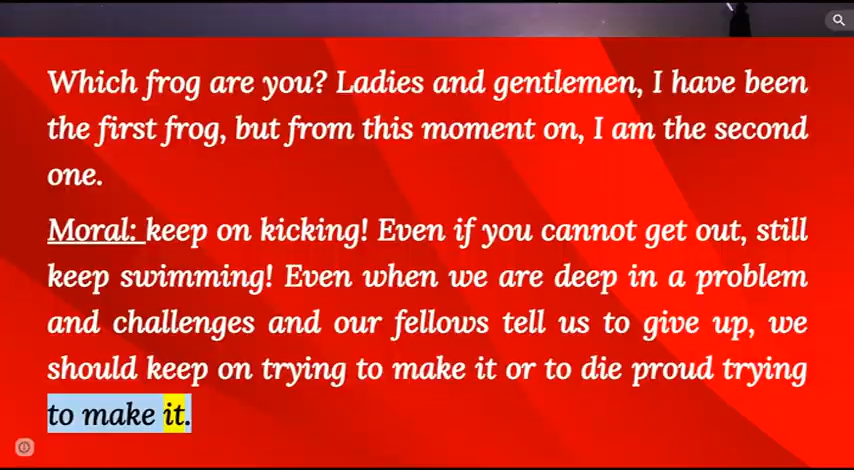 Which frog are you? Ladies and gentlemen, I have been
the first frog, but from this moment on, I am the second
one.
Moral: keep on kicking! Even if you cannot get out, still
keep swimming! Even when we are deep in a problem
and challenges and our fellows tell us to give up, we
should keep on trying to make it or to die proud trying
to make it.